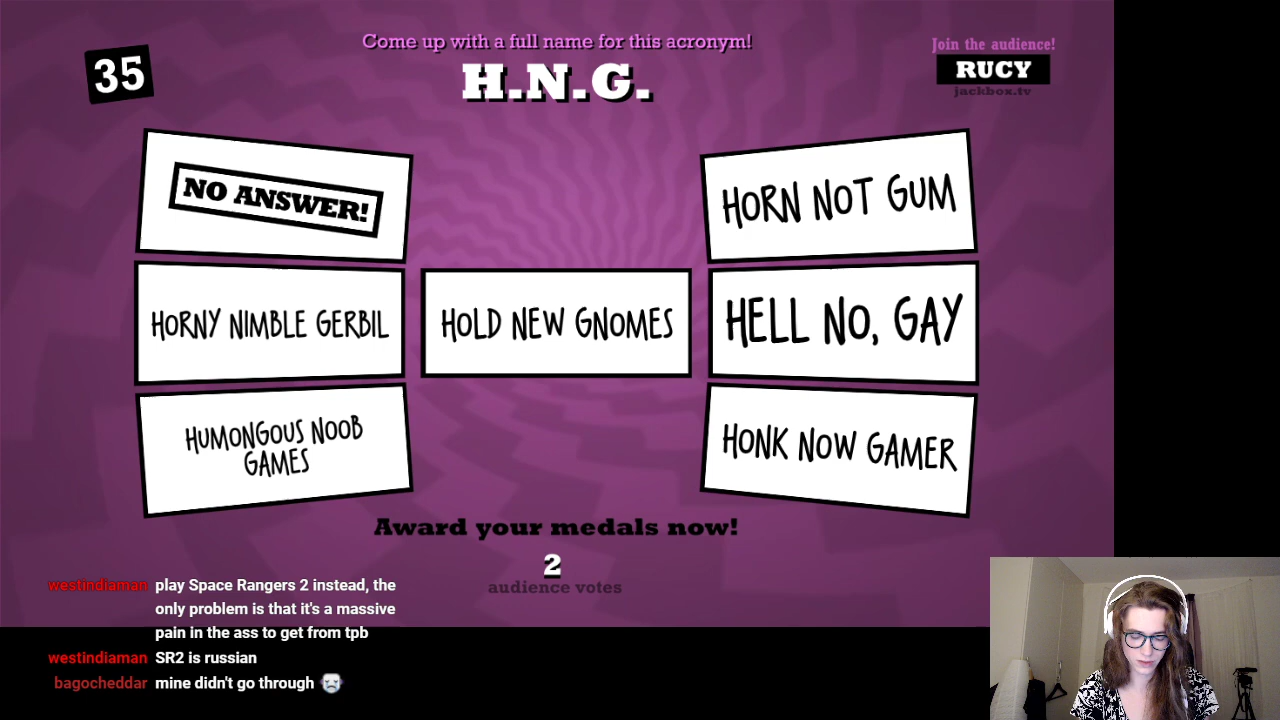 35
Come up with a full name for this acronym!
H.N.G.
Join the audience!
RUCY
jackbox.tv
NO ANSWER!
HORN NOT GUM
HORNY NIMBLE GERBIL
HOLD NEW GNOMES
HELL NO, GAY
HUMONGOUS NOOB
GAMES
HONK NOW GAMER
Award your medals now!
2
audience votes
westindiaman play Space Rangers 2 instead, the
only problem is that it's a massive
pain in the ass to get from tpb
westindiaman SR2 is russian
bagocheddar mine didn't go through